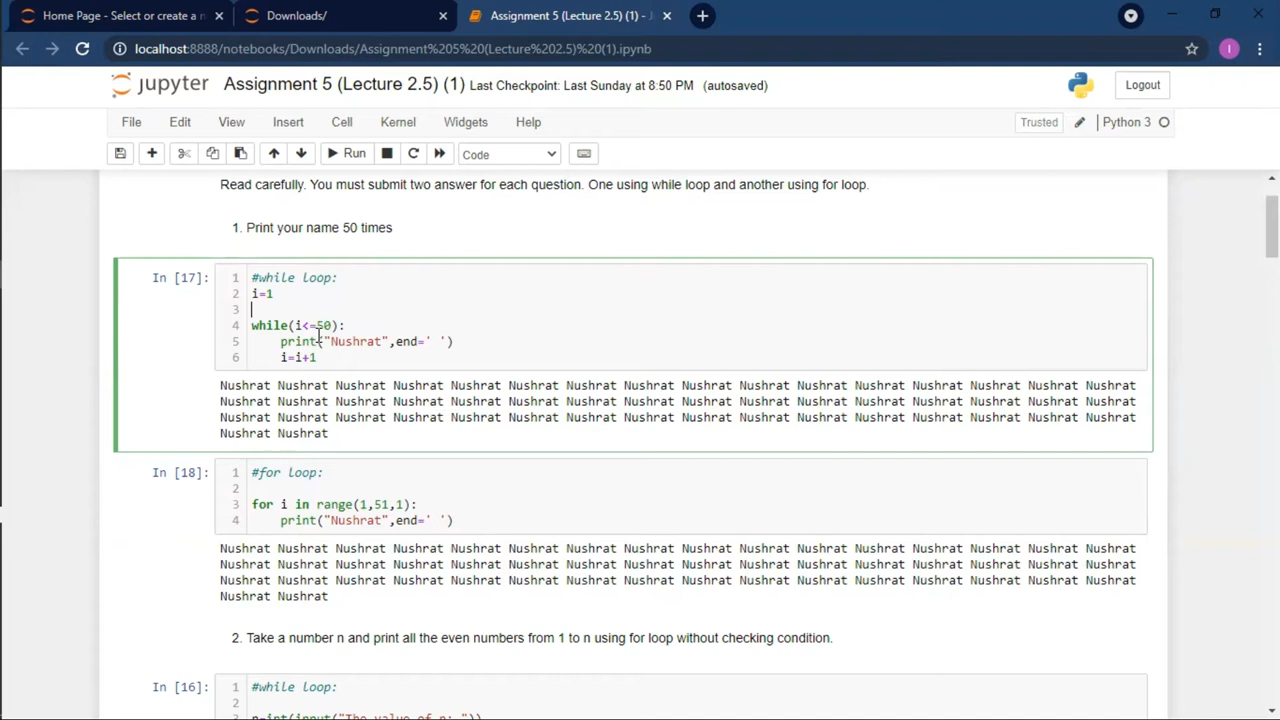 Home Page - Select or create a n
Downloads/
Assignment 5 (Lecture 2.5) (1) - J
localhost:8888/notebooks/Downloads/Assignment%205%20(Lecture%202.5)%20(1).ipynb
I
jupyter Assignment 5 (Lecture 2.5) (1) Last Checkpoint: Last Sunday at 8:50 PM (autosaved)
Logout
File Edit View Insert Cell Kernel Widgets Help
Trusted
Python 3
Run
Code
Read carefully. You must submit two answer for each question. One using while loop and another using for loop.
1. Print your name 50 times
In [17]:
1 #while loop:
2 i=1
3
4 while(i<=50):
5     print("Nushrat",end=' ')
6     i=i+1
Nushrat Nushrat Nushrat Nushrat Nushrat Nushrat Nushrat Nushrat Nushrat Nushrat Nushrat Nushrat Nushrat Nushrat Nushrat Nushrat
Nushrat Nushrat Nushrat Nushrat Nushrat Nushrat Nushrat Nushrat Nushrat Nushrat Nushrat Nushrat Nushrat Nushrat Nushrat Nushrat
Nushrat Nushrat Nushrat Nushrat Nushrat Nushrat Nushrat Nushrat Nushrat Nushrat Nushrat Nushrat Nushrat Nushrat Nushrat Nushrat
Nushrat Nushrat
In [18]:
1 #for loop:
2
3 for i in range(1,51,1):
4     print("Nushrat",end=' ')
Nushrat Nushrat Nushrat Nushrat Nushrat Nushrat Nushrat Nushrat Nushrat Nushrat Nushrat Nushrat Nushrat Nushrat Nushrat Nushrat
Nushrat Nushrat Nushrat Nushrat Nushrat Nushrat Nushrat Nushrat Nushrat Nushrat Nushrat Nushrat Nushrat Nushrat Nushrat Nushrat
Nushrat Nushrat Nushrat Nushrat Nushrat Nushrat Nushrat Nushrat Nushrat Nushrat Nushrat Nushrat Nushrat Nushrat Nushrat Nushrat
Nushrat Nushrat
2. Take a number n and print all the even numbers from 1 to n using for loop without checking condition.
In [16]:
1 #while loop:
2
3 n=int(input("The value of n: "))